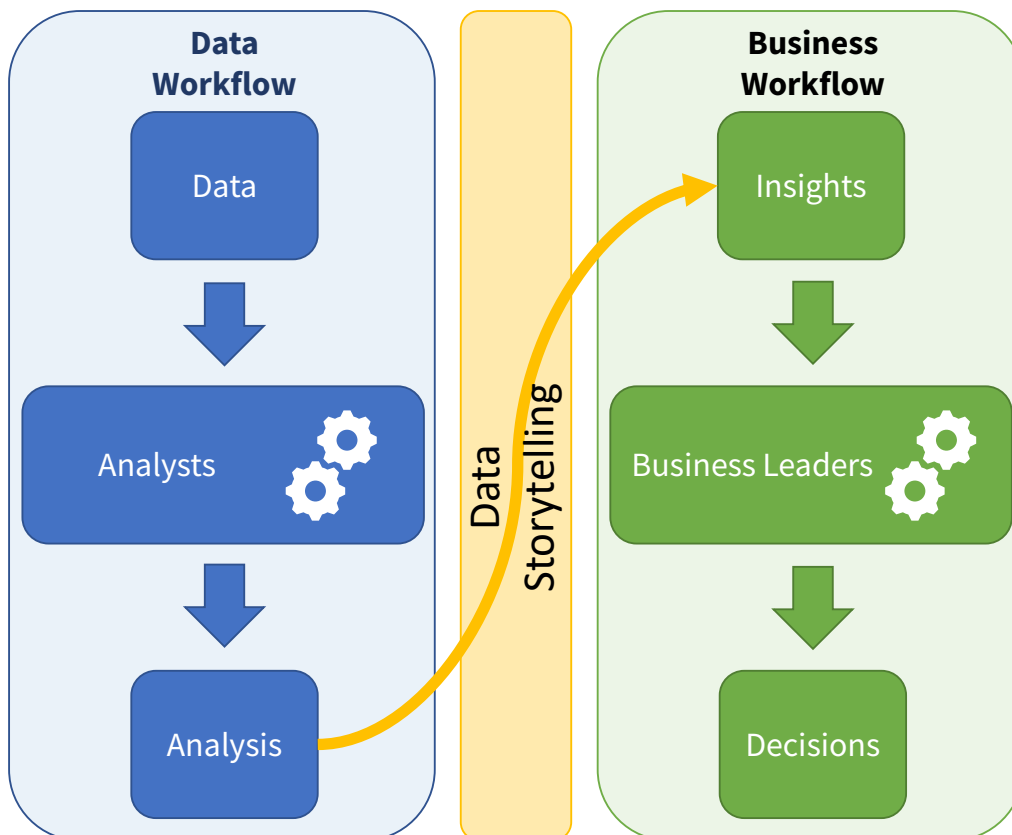 Data
Workflow
Data
Analysts
Analysis
Data
Storytelling
Business
Workflow
Insights
Business Leaders
Decisions